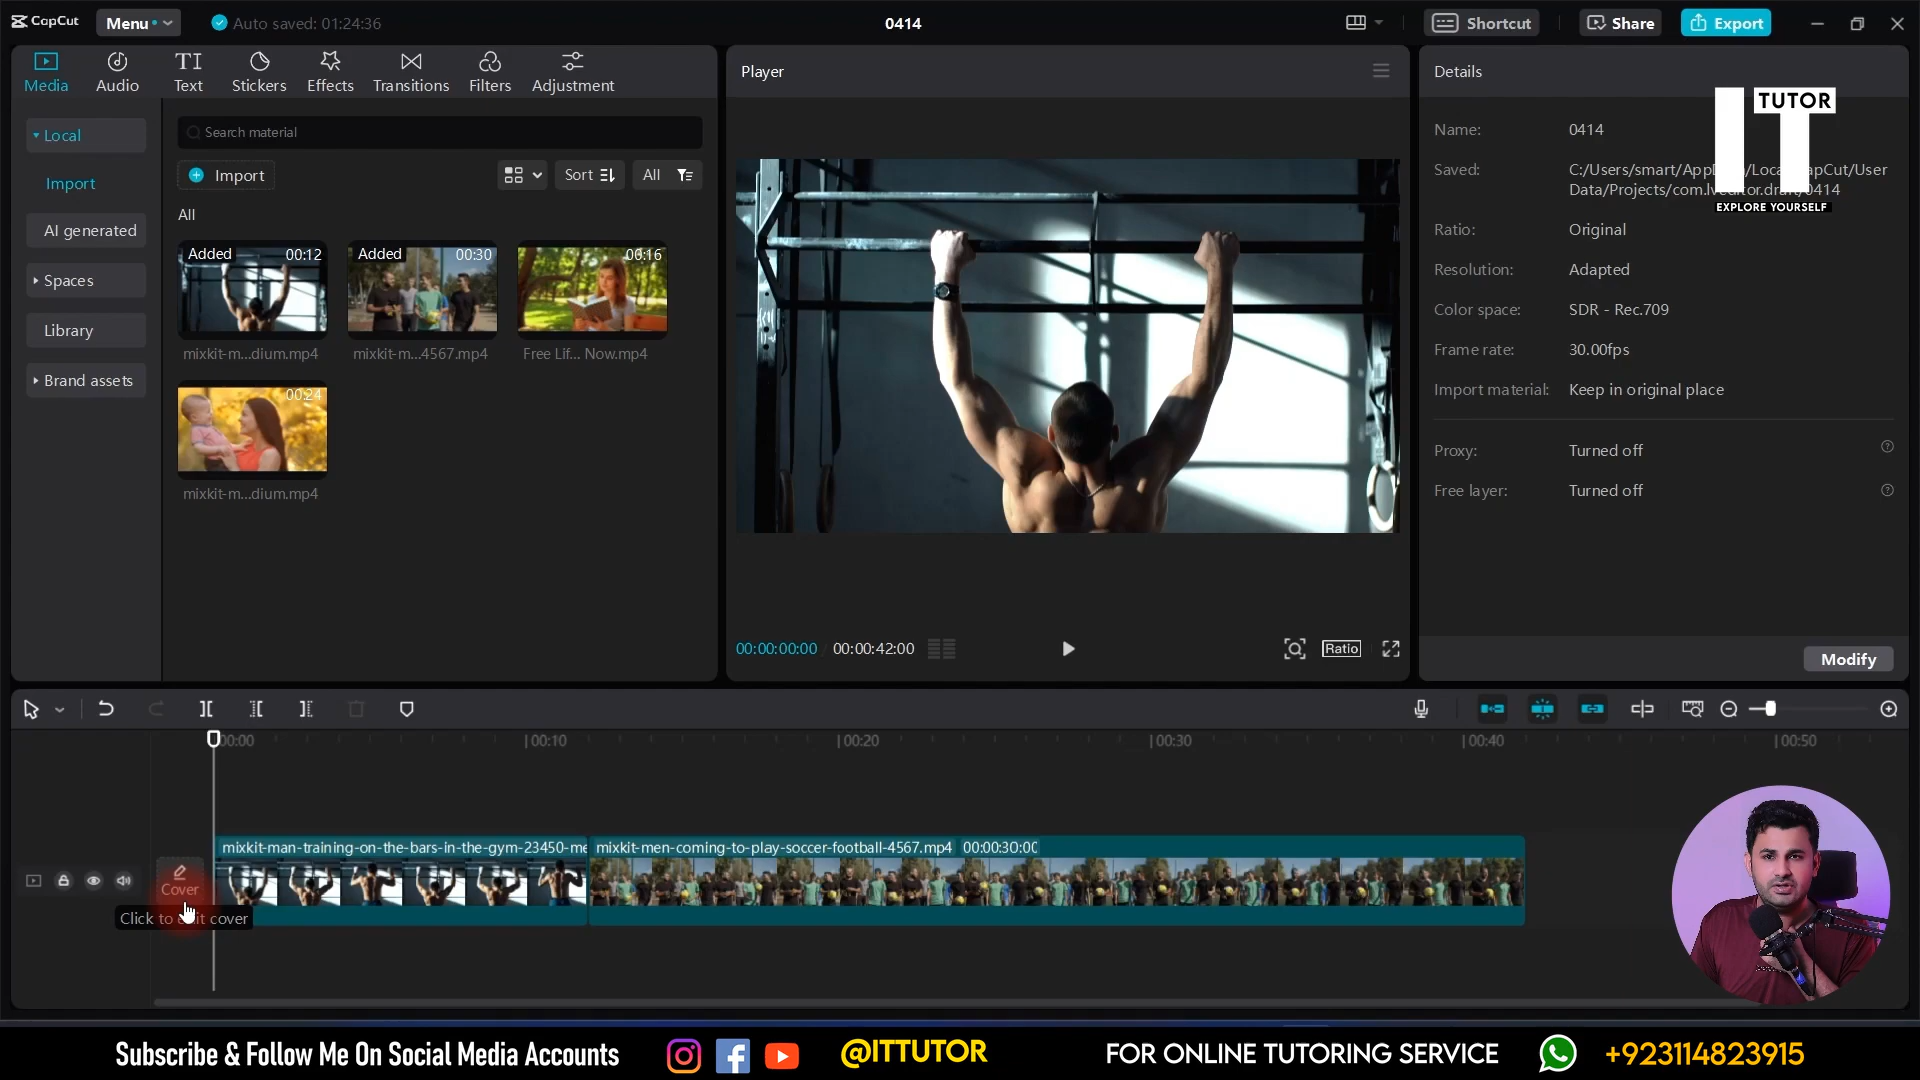 CapCut
Menu
Auto saved: 01:24:36
0414
Shortcut
Share
Export
Media
Audio
TI
Text
Stickers
Effects
Transitions
Filters
Adjustment
Local
Import
AI generated
Spaces
Library
Brand assets
Search material
Import
Sort
All
All
Added 00:12
mixkit-m...dium.mp4
Added 00:30
mixkit-m...4567.mp4
00:16
Free Lif... Now.mp4
00:24
mixkit-m...dium.mp4
Player
00:00:00:00
00:00:42:00
Ratio
Details
IT
TUTOR
EXPLORE YOURSELF
Name: 0414
Saved: C:/Users/smart/AppD
/Loca
apCut/User
Data/Projects/com.lveditor.draft/0414
Ratio: Original
Resolution: Adapted
Color space: SDR - Rec.709
Frame rate: 30.00fps
Import material: Keep in original place
Proxy: Turned off
Free layer: Turned off
Modify
00:00
00:10
00:20
00:30
00:40
00:50
mixkit-man-training-on-the-bars-in-the-gym-23450-me
mixkit-men-coming-to-play-soccer-football-4567.mp4 00:00:30:00
Cover
Click to edit cover
Subscribe & Follow Me On Social Media Accounts
@ITTUTOR
FOR ONLINE TUTORING SERVICE
+923114823915